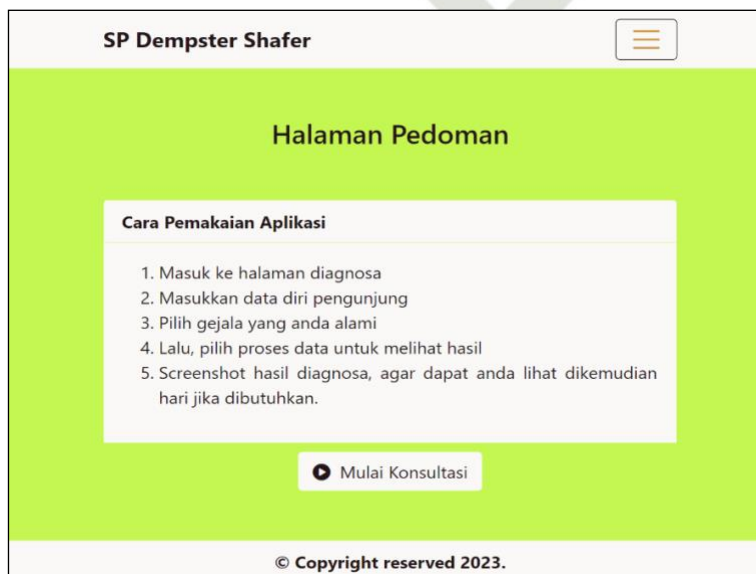 SP Dempster Shafer
Halaman Pedoman
Cara Pemakaian Aplikasi
1. Masuk ke halaman diagnosa
2. Masukkan data diri pengunjung
3. Pilih gejala yang anda alami
4. Lalu, pilih proses data untuk melihat hasil
5. Screenshot hasil diagnosa, agar dapat anda lihat dikemudian
hari jika dibutuhkan.
Mulai Konsultasi
© Copyright reserved 2023.